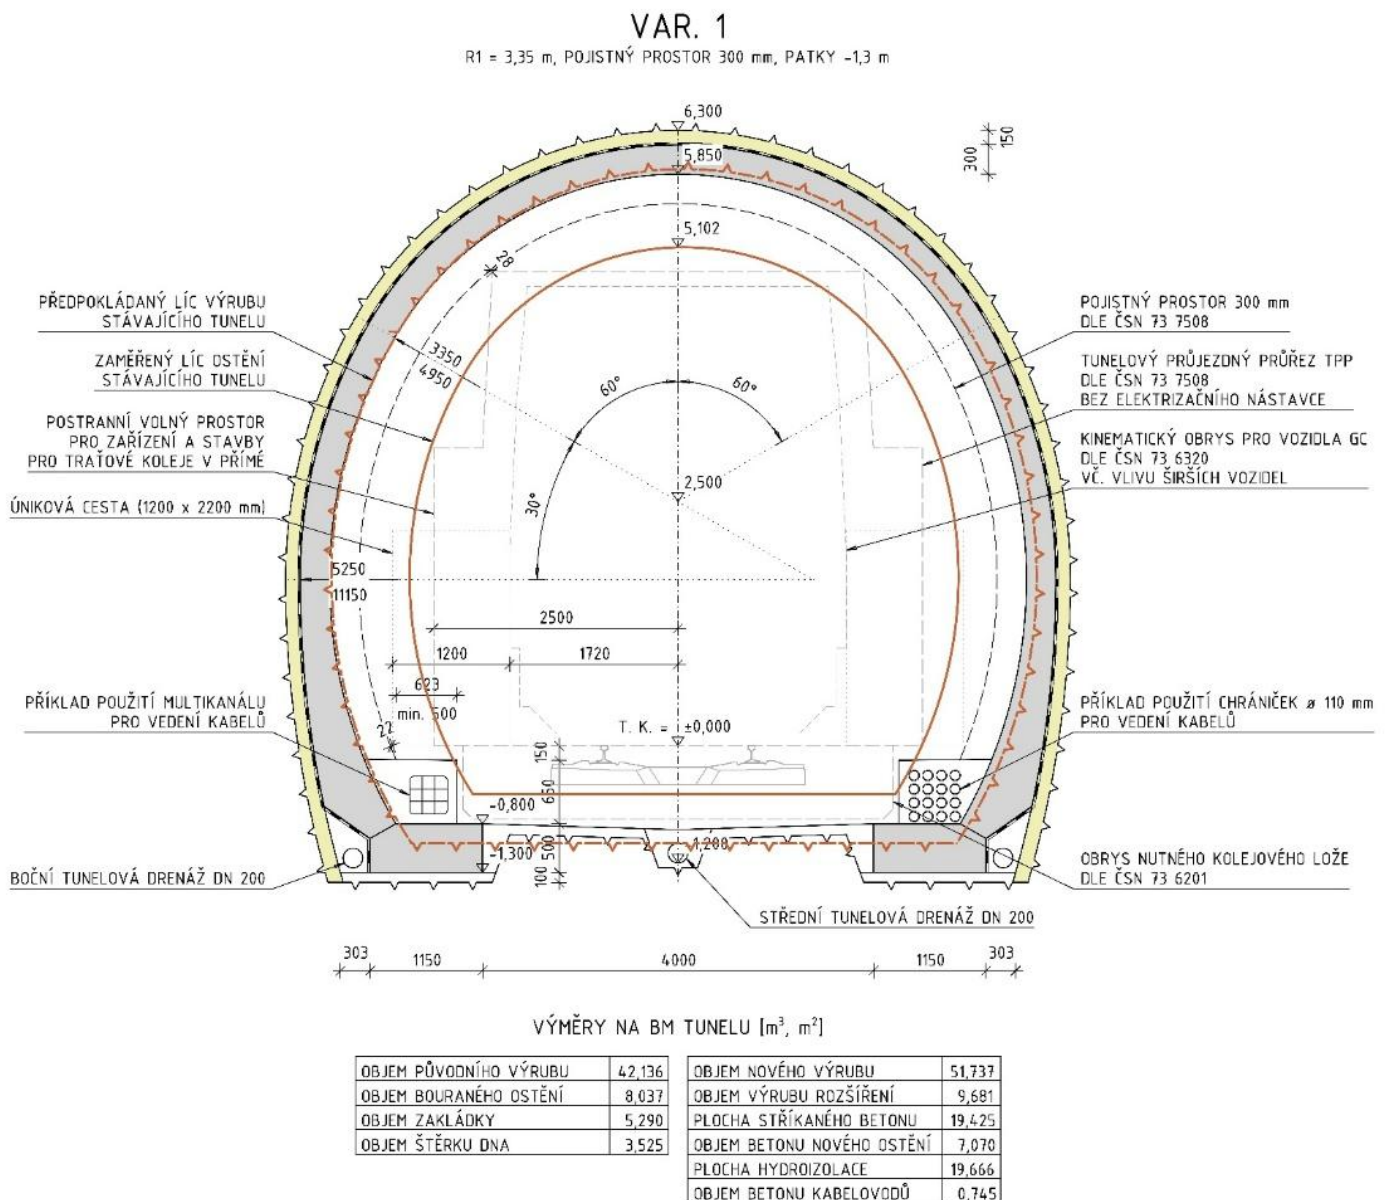 VAR. 1
R1 = 3,35 m, POJISTNÝ PROSTOR 300 mm, PATKY -1,3 m
6,300
150
300
5,850
5,102
28
PŘEDPOKLÁDANÝ LÍC VÝRUBU
STÁVAJÍCÍHO TUNELU
ZAMĚŘENÝ LÍC OSTĚNÍ
STÁVAJÍCÍHO TUNELU
POSTRANNÍ VOLNÝ PROSTOR
PRO ZAŘÍZENÍ A STAVBY
PRO TRAŤOVÉ KOLEJE V PŘÍMÉ
ÚNIKOVÁ CESTA (1200 x 2200 mm)
POJISTNÝ PROSTOR 300 mm
DLE ČSN 73 7508
TUNELOVÝ PRŮJEZDNÝ PRŮŘEZ TPP
DLE ČSN 73 7508
BEZ ELEKTRIZAČNÍHO NÁSTAVCE
KINEMATICKÝ OBRYS PRO VOZIDLA GC
DLE ČSN 73 6320
VČ. VLIVU ŠIRŠÍCH VOZIDEL
3350
4950
60°
60°
30°
2,500
5250
11150
2500
1200
1720
623
min. 500
22
T. K. = ±0,000
PŘÍKLAD POUŽITÍ MULTIKANÁLU
PRO VEDENÍ KABELŮ
PŘÍKLAD POUŽITÍ CHRÁNIČEK ø 110 mm
PRO VEDENÍ KABELŮ
150
650
-0,800
-1,300
500
100
-1,200
BOČNÍ TUNELOVÁ DRENÁŽ DN 200
OBRYS NUTNÉHO KOLEJOVÉHO LOŽE
DLE ČSN 73 6201
STŘEDNÍ TUNELOVÁ DRENÁŽ DN 200
303
1150
4000
1150
303
VÝMĚRY NA BM TUNELU [m³, m²]
OBJEM PŮVODNÍHO VÝRUBU 42,136
OBJEM BOURANÉHO OSTĚNÍ 8,037
OBJEM ZAKLÁDKY 5,290
OBJEM ŠTĚRKU DNA 3,525
OBJEM NOVÉHO VÝRUBU 51,737
OBJEM VÝRUBU ROZŠÍŘENÍ 9,681
PLOCHA STŘÍKANÉHO BETONU 19,425
OBJEM BETONU NOVÉHO OSTĚNÍ 7,070
PLOCHA HYDROIZOLACE 19,666
OBJEM BETONU KABELOVODŮ 0,745